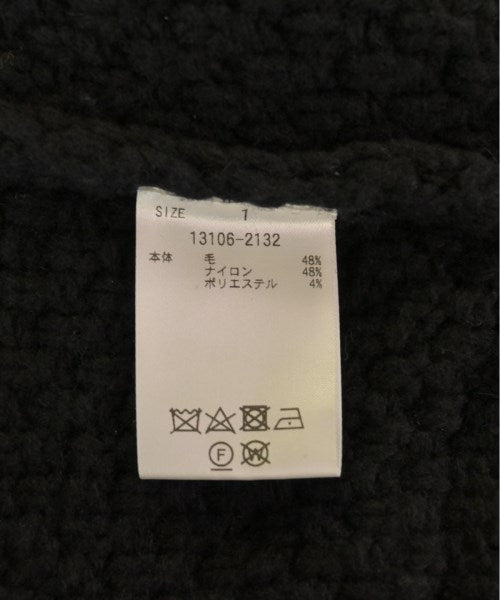 SIZE 1
13106-2132
本体 毛 48%
ナイロン 48%
ポリエステル 4%
F W